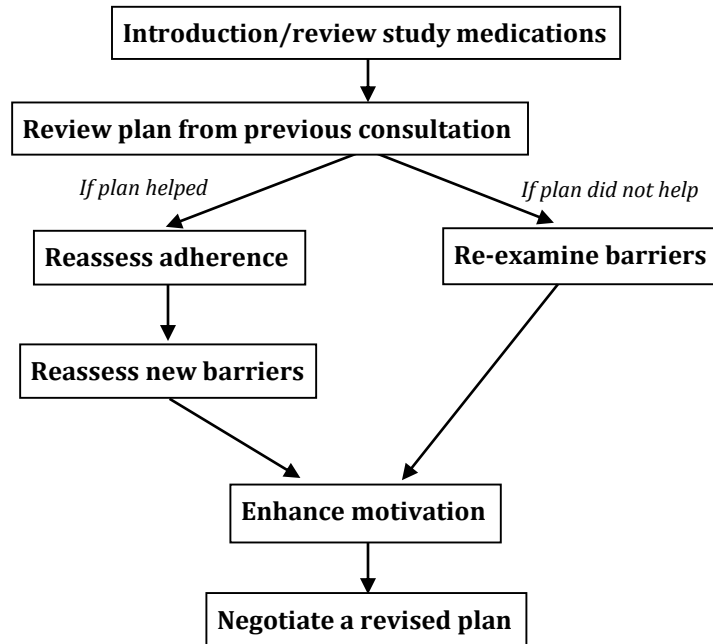 Introduction/review study medications
Review plan from previous consultation
If plan helped
If plan did not help
Reassess adherence
Re-examine barriers
Reassess new barriers
Enhance motivation
Negotiate a revised plan